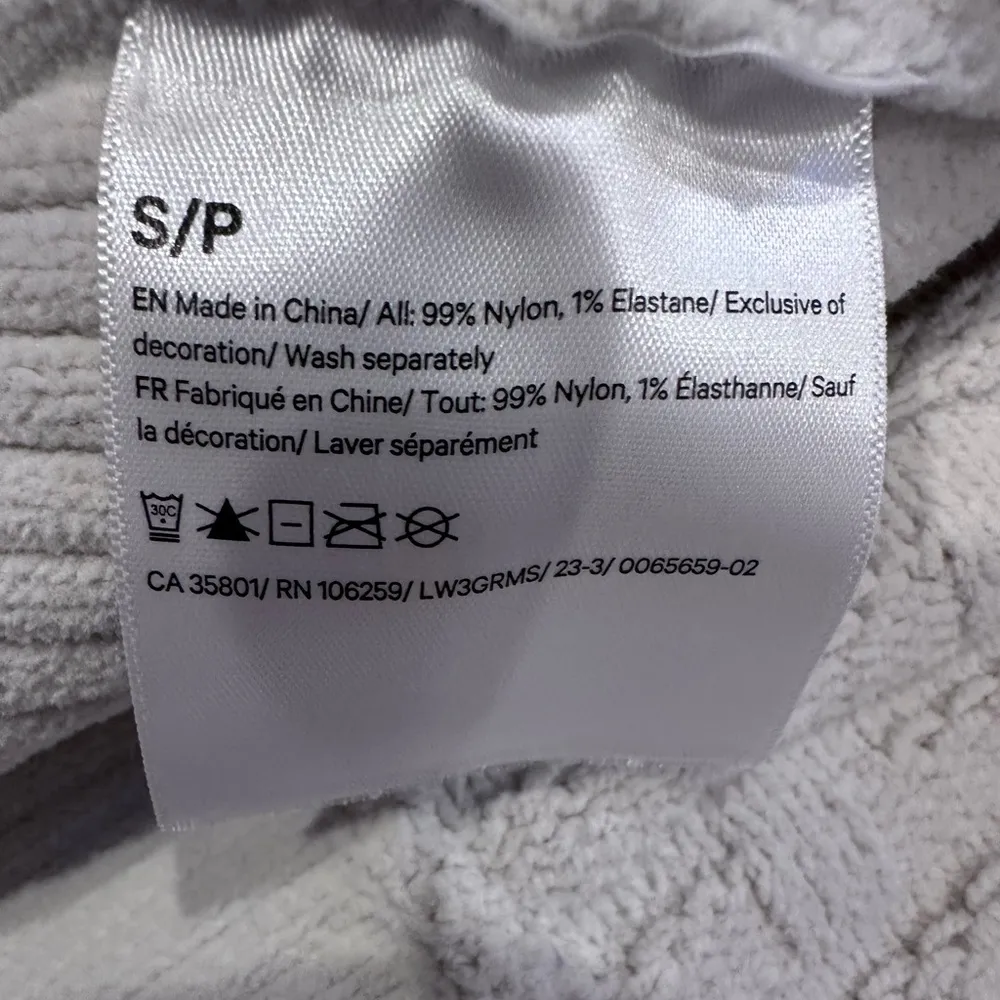 S/P
EN Made in China/ All: 99% Nylon, 1% Elastane/ Exclusive of
decoration/ Wash separately
FR Fabriqué en Chine/ Tout: 99% Nylon, 1% Élasthanne/ Sauf
la décoration/ Laver séparément
30C
CA 35801/ RN 106259/ LW3GRMS/ 23-3/ 0065659-02